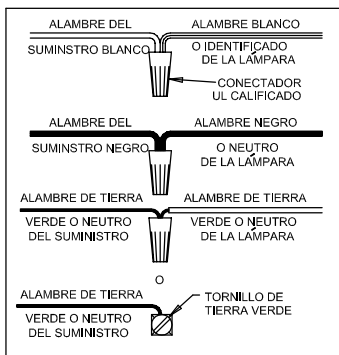 ALAMBRE DEL
SUMINSTRO BLANCO
ALAMBRE BLANCO
O IDENTIFICADO
DE LA LÁMPARA
CONECTADOR
UL CALIFICADO
ALAMBRE DEL
SUMINSTRO NEGRO
ALAMBRE NEGRO
O NEUTRO
DE LA LÁMPARA
ALAMBRE DE TIERRA
VERDE O NEUTRO
DEL SUMINISTRO
ALAMBRE DE TIERRA
VERDE O NEUTRO
DE LA LÁMPARA
O
ALAMBRE DE TIERRA
VERDE O NEUTRO
DEL SUMINISTRO
TORNILLO DE
TIERRA VERDE